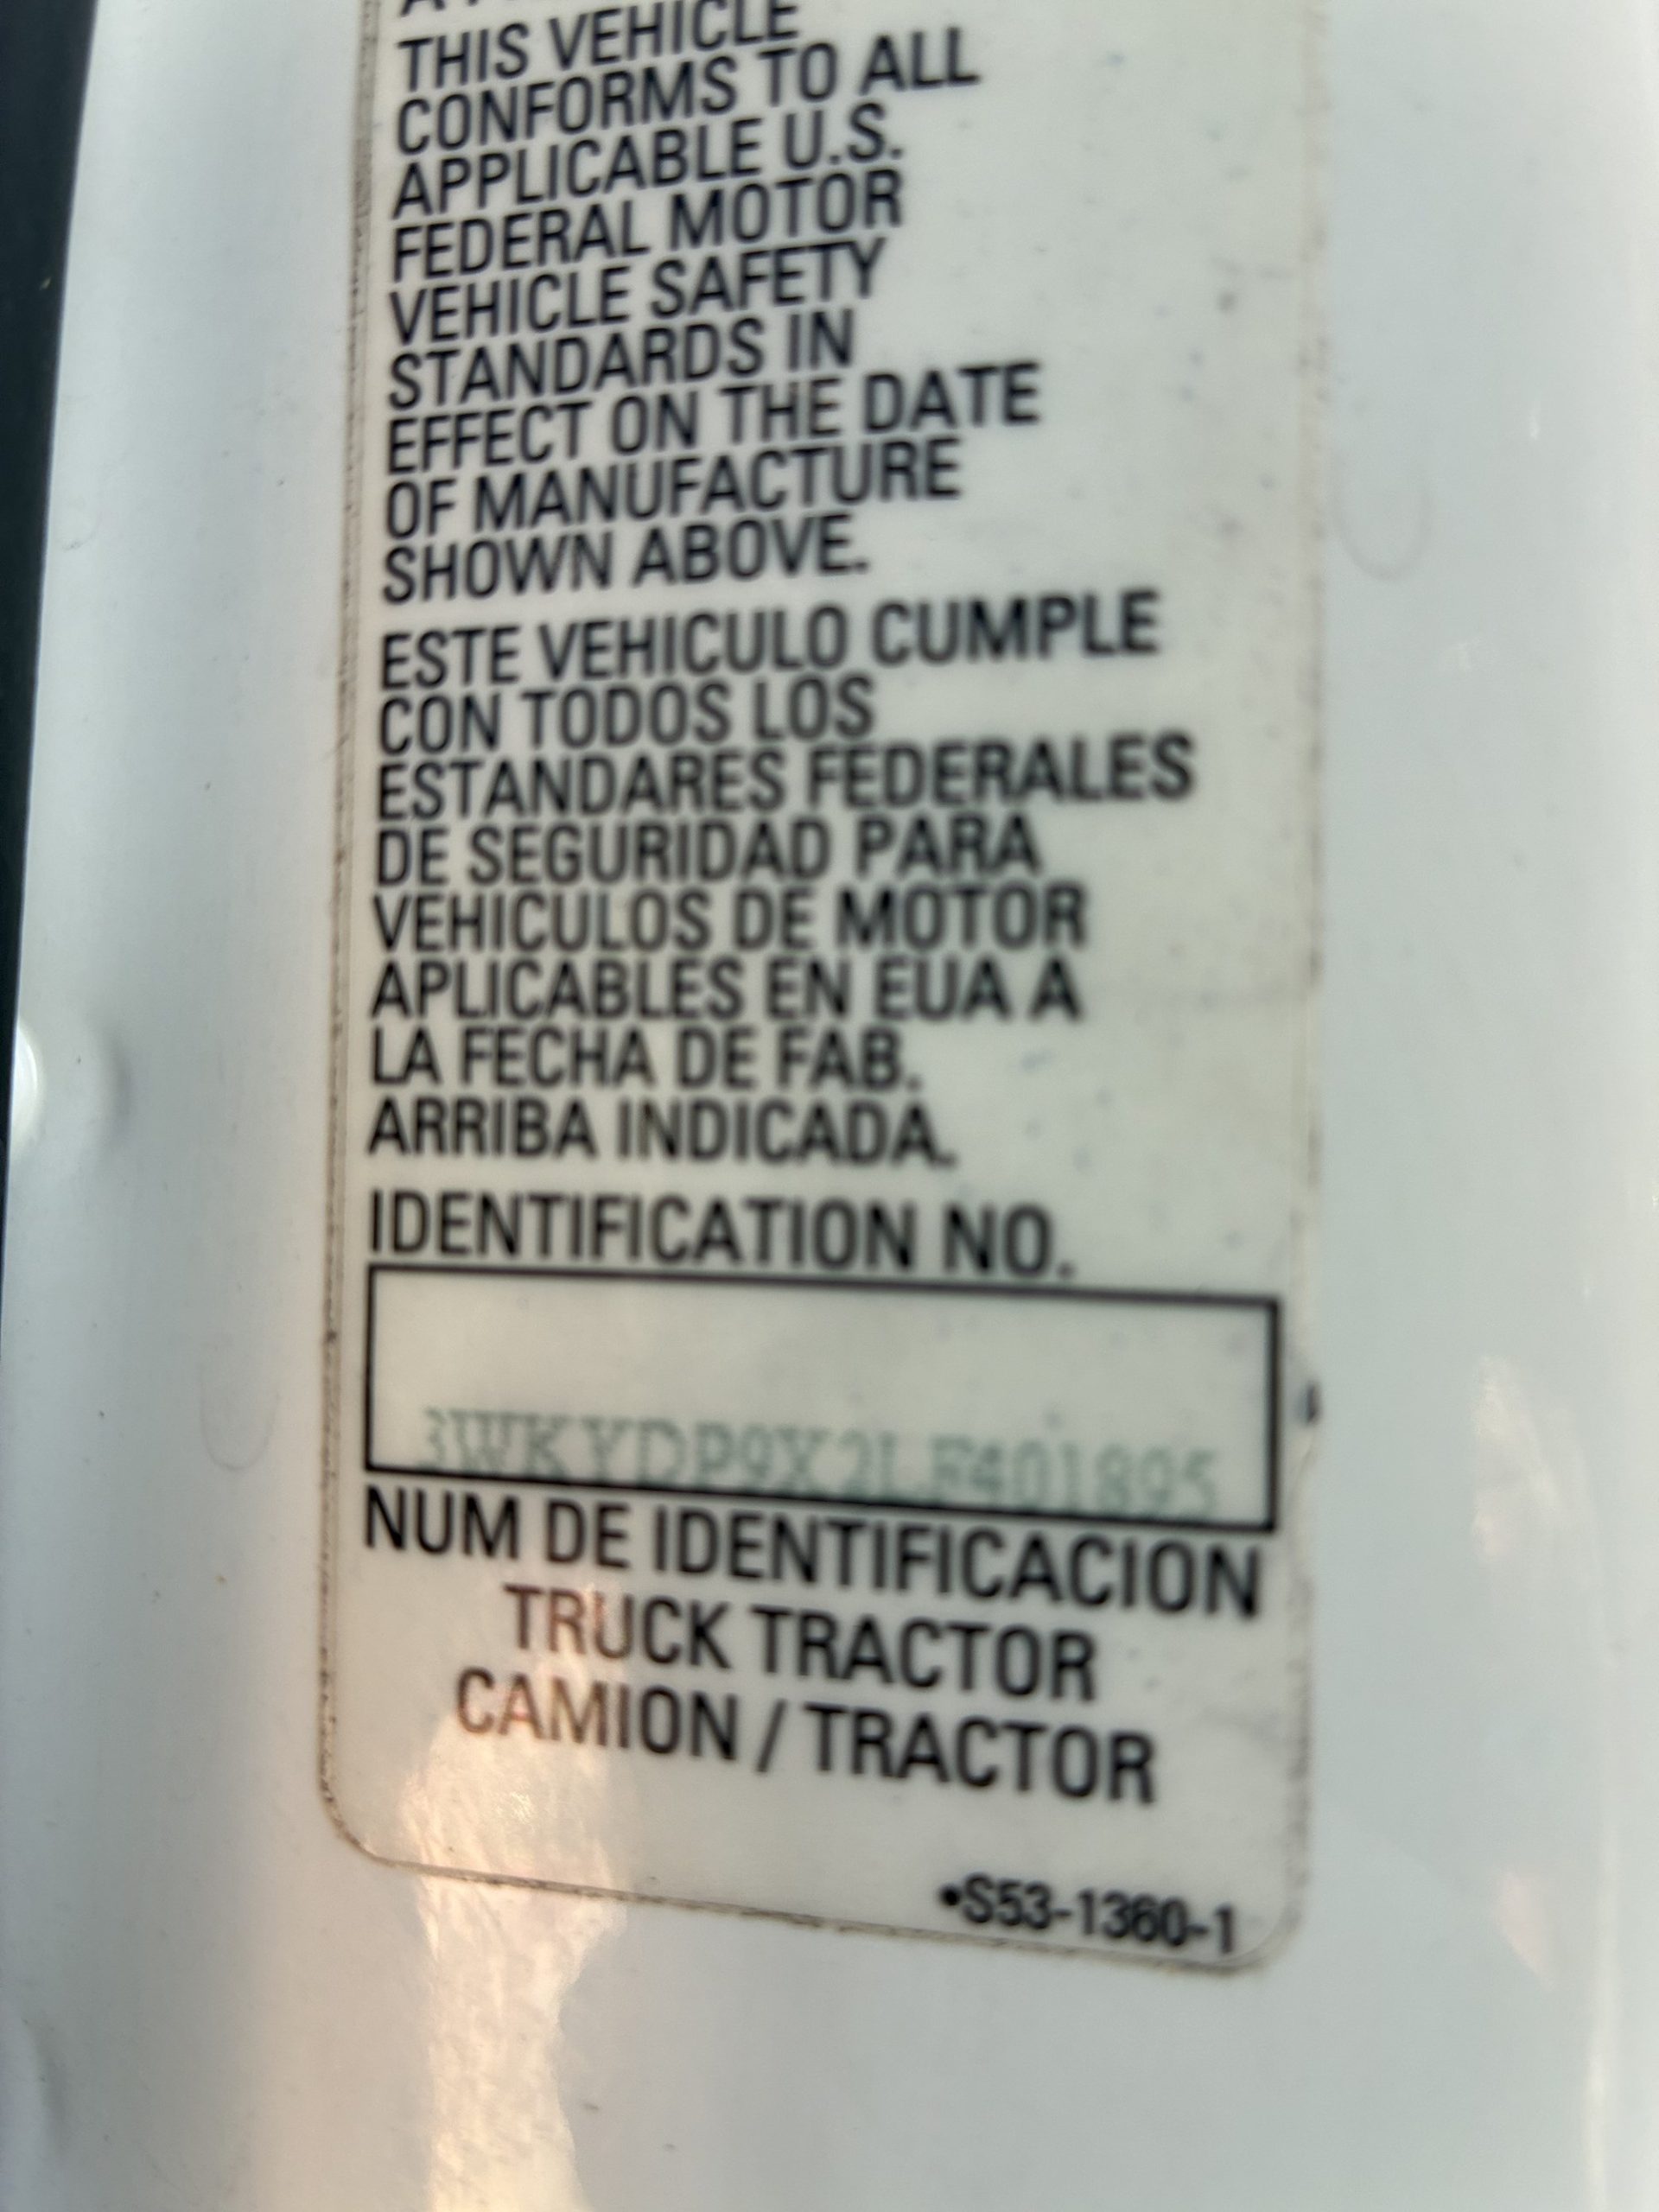 THIS VEHICLE
CONFORMS TO ALL
APPLICABLE U.S.
FEDERAL MOTOR
VEHICLE SAFETY
STANDARDS IN
EFFECT ON THE DATE
OF MANUFACTURE
SHOWN ABOVE.
ESTE VEHICULO CUMPLE
CON TODOS LOS
ESTANDARES FEDERALES
DE SEGURIDAD PARA
VEHICULOS DE MOTOR
APLICABLES EN EUA A
LA FECHA DE FAB.
ARRIBA INDICADA.
IDENTIFICATION NO.
3WKYDP9X2LF401895
NUM DE IDENTIFICACION
TRUCK TRACTOR
CAMION / TRACTOR
•S53-1360-1